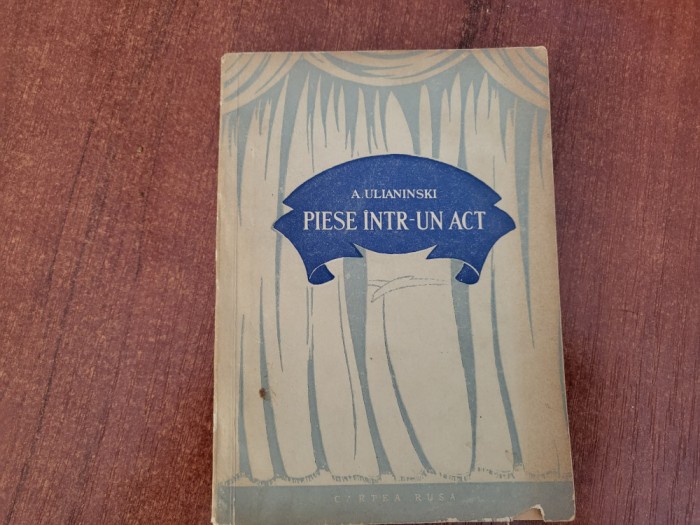 A. ULIANINSKI
PIESE ÎNTR-UN ACT
CARTEA RUSĂ